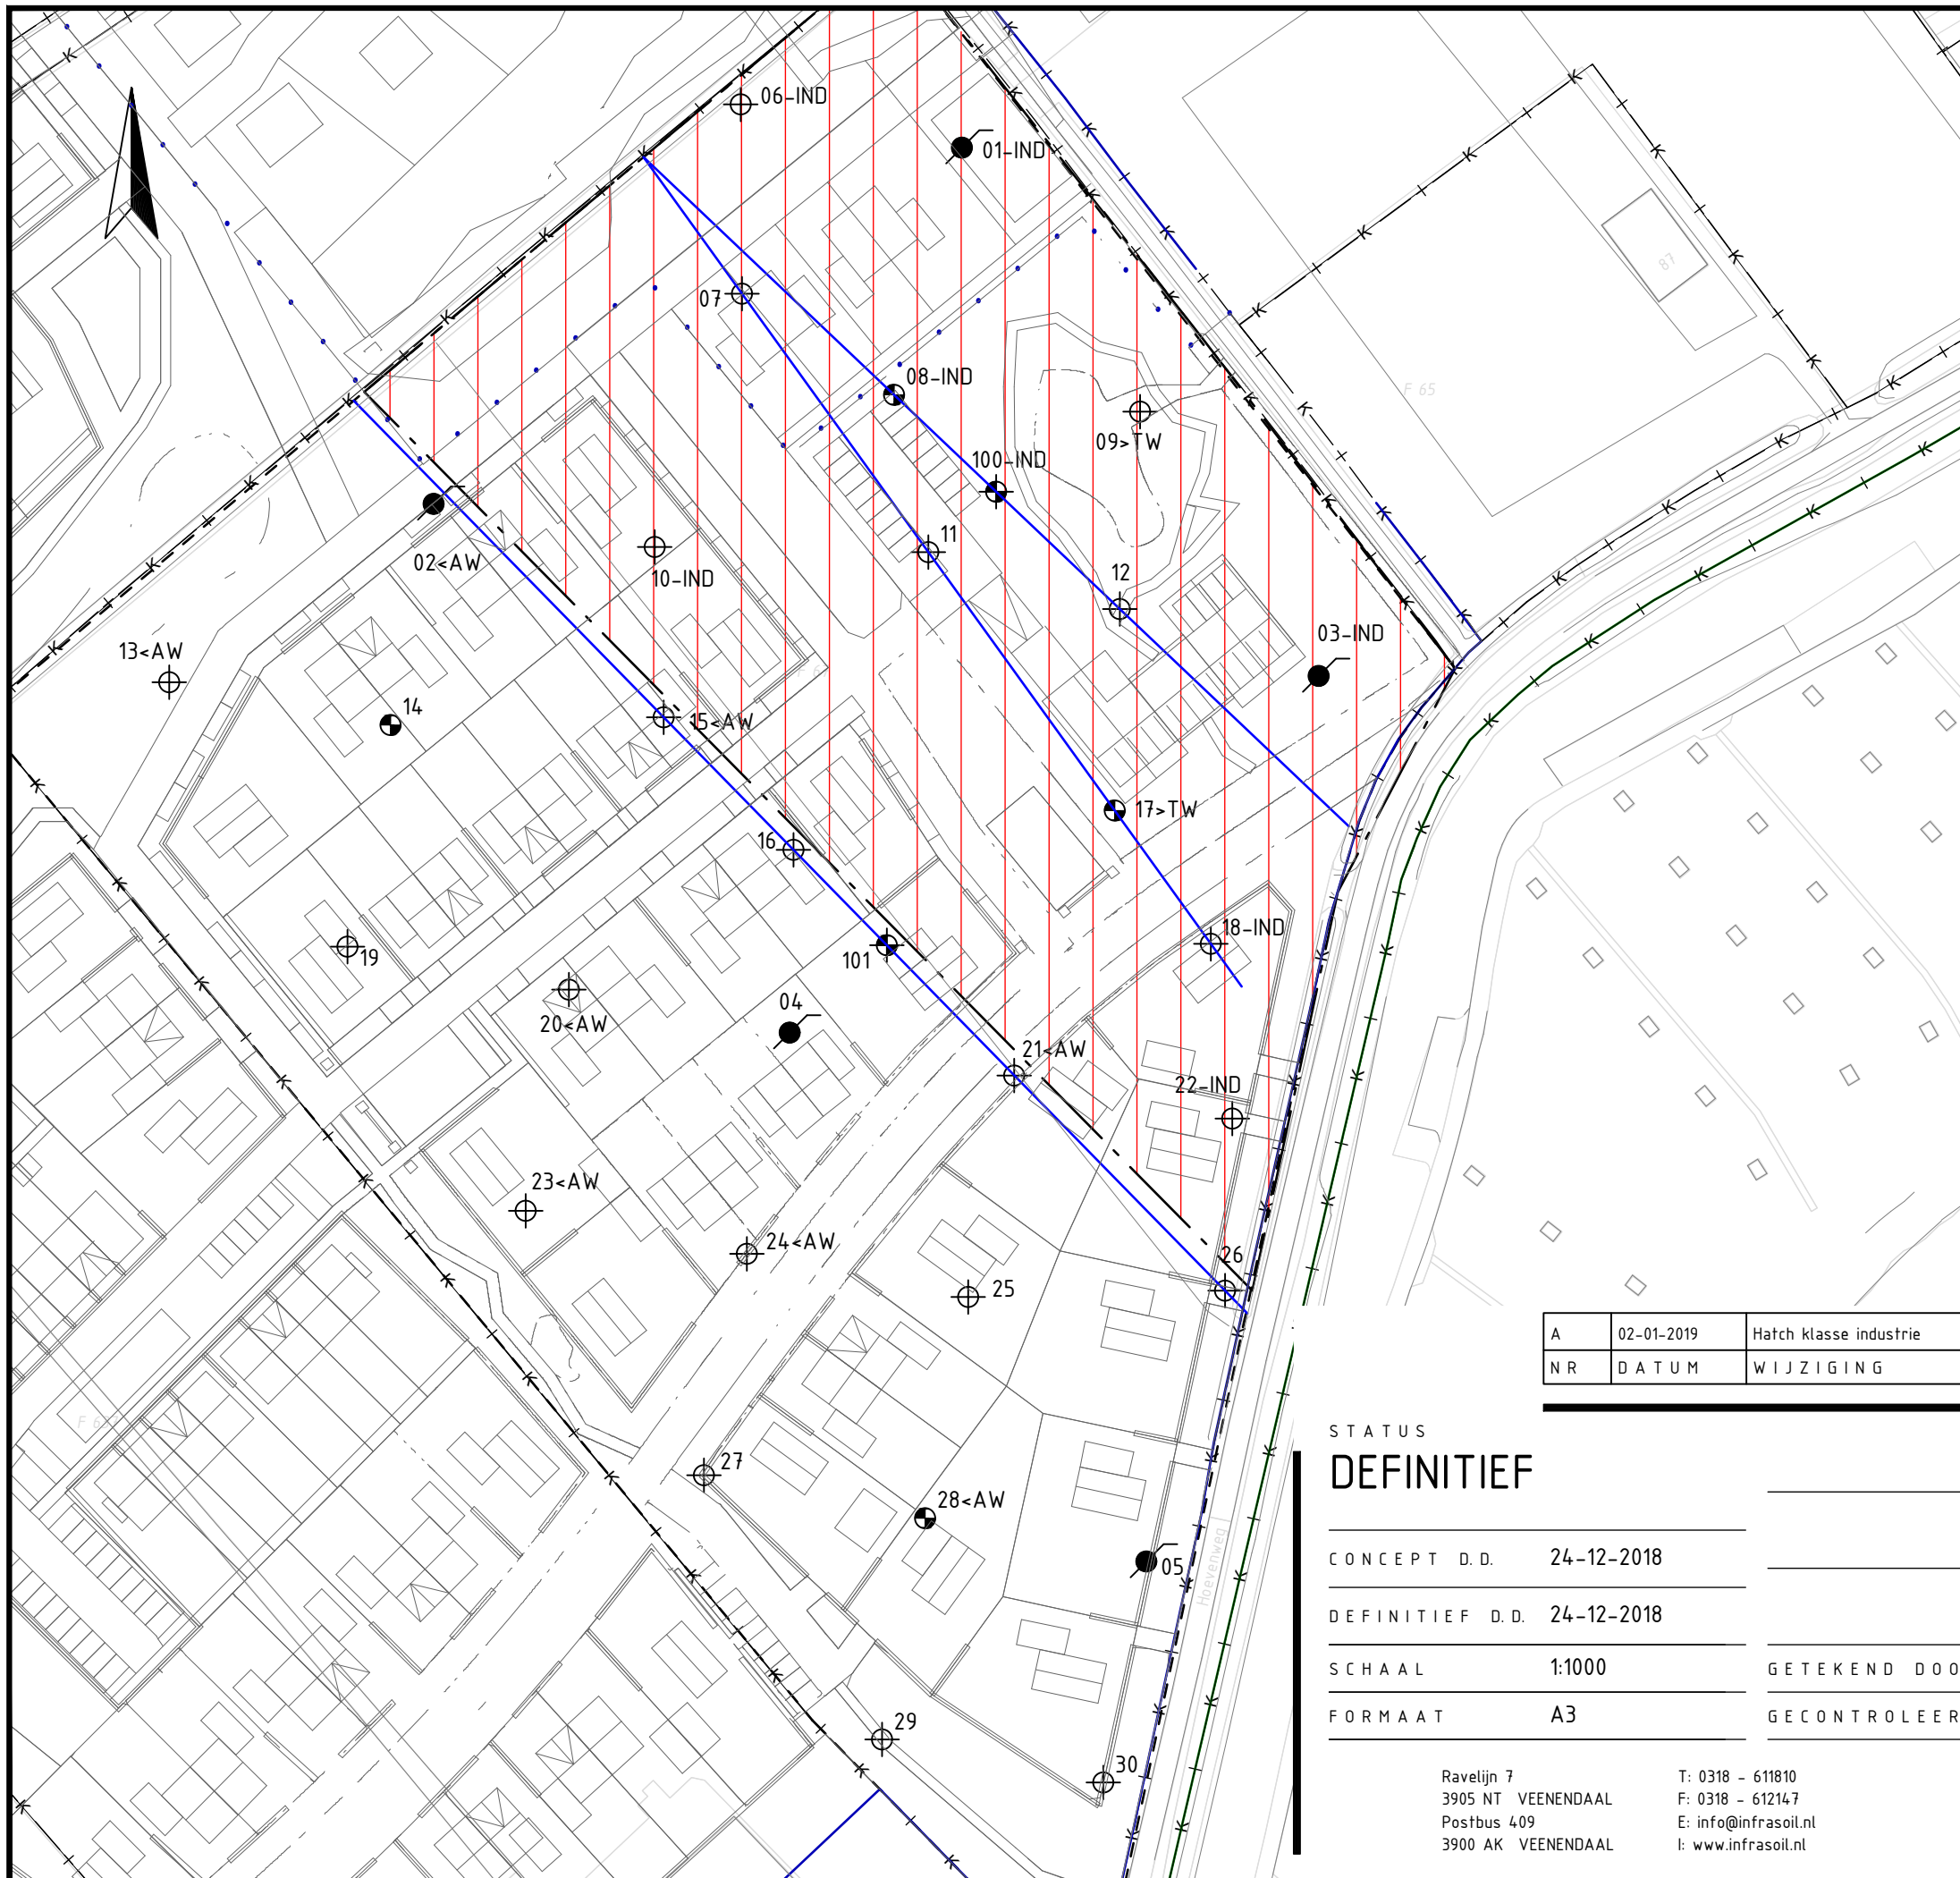 06-IND
01-IND
87
07
08-IND
F 65
09>TW
100-IND
11
02<AW
10-IND
12
03-IND
13<AW
14
15<AW
16
17>TW
18-IND
19
101
20<AW
04
21<AW
22-IND
23<AW
24<AW
26
25
27
28<AW
05
Hoevenweg
29
30
A 02-01-2019 Hatch klasse industrie
NR DATUM WIJZIGING
STATUS
DEFINITIEF
CONCEPT D.D. 24-12-2018
DEFINITIEF D.D. 24-12-2018
SCHAAL 1:1000
GETEKEND DOO
FORMAAT A3
GECONTROLEER
Ravelijn 7
3905 NT VEENENDAAL
Postbus 409
3900 AK VEENENDAAL
T: 0318 - 611810
F: 0318 - 612147
E: info@infrasoil.nl
I: www.infrasoil.nl